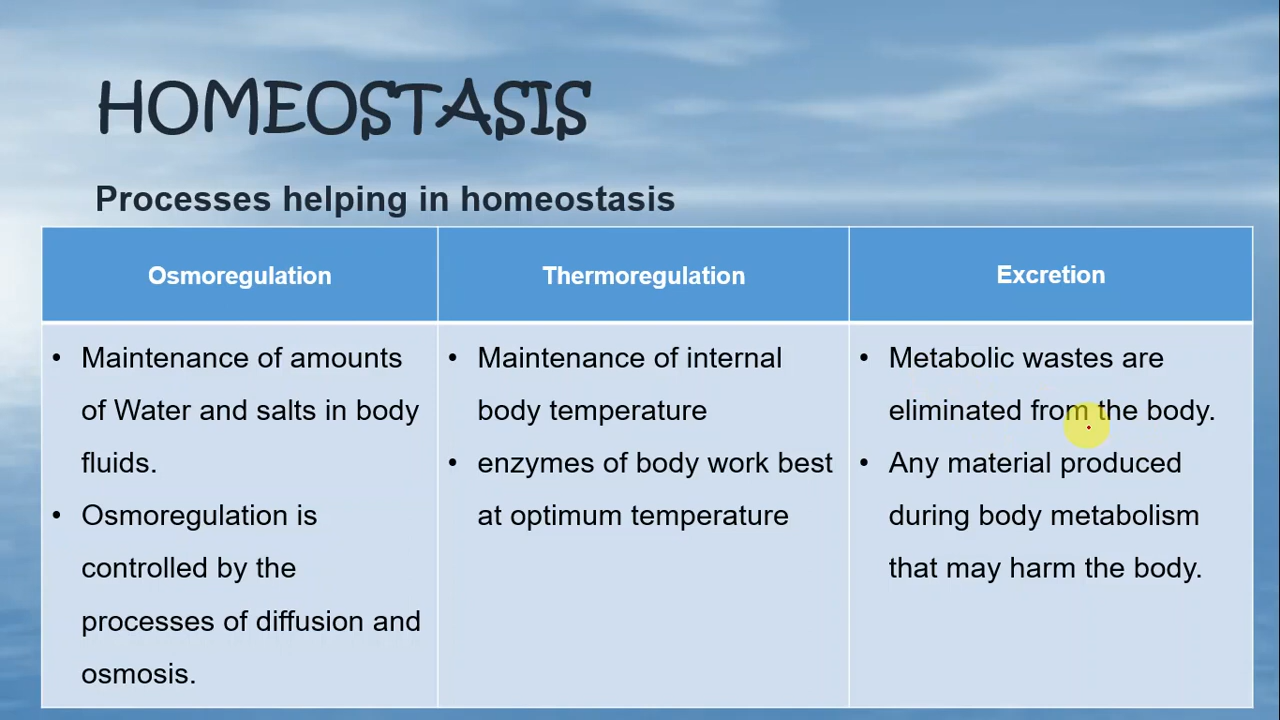 HOMEOSTASIS
Processes helping in homeostasis
Osmoregulation
• Maintenance of amounts
of Water and salts in body
fluids.
• Osmoregulation is
controlled by the
processes of diffusion and
osmosis.
Thermoregulation
• Maintenance of internal
body temperature
• enzymes of body work best
at optimum temperature
Excretion
• Metabolic wastes are
eliminated from the body.
• Any material produced
during body metabolism
that may harm the body.